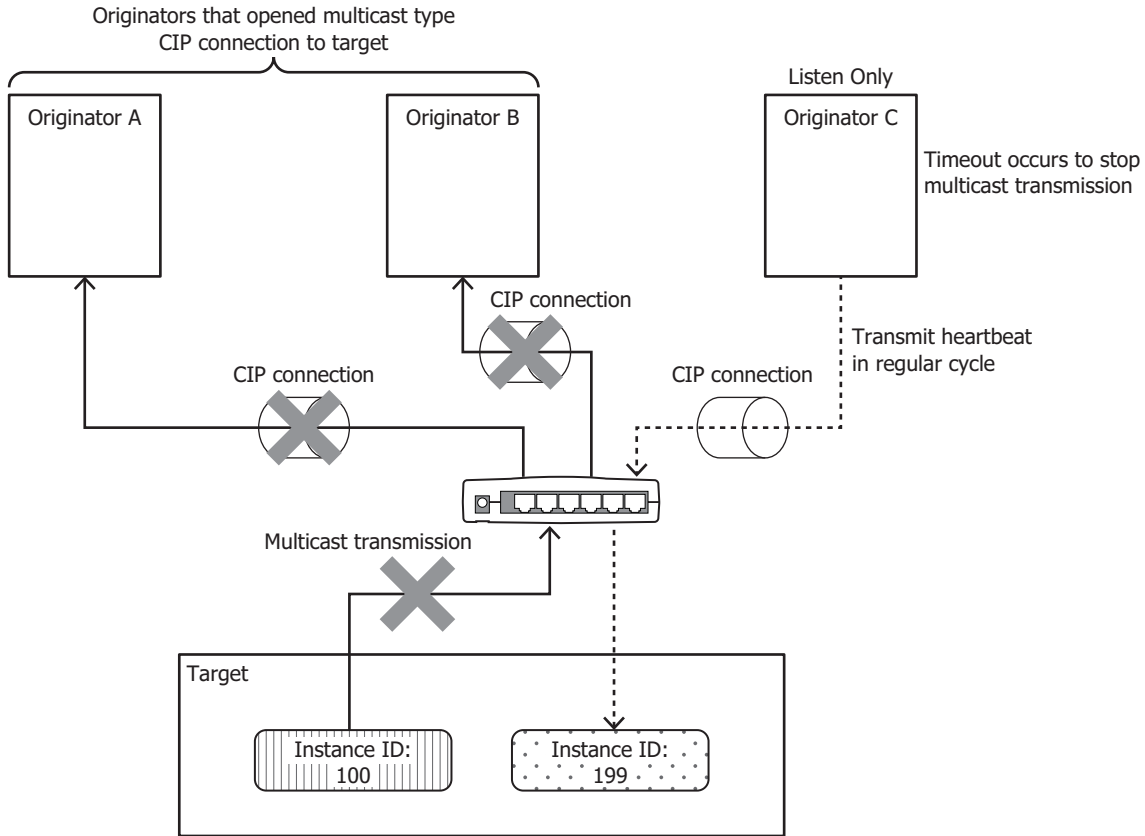 Originators that opened multicast type
CIP connection to target
Listen Only
Originator A
Originator B
Originator C
Timeout occurs to stop
multicast transmission
CIP connection
Transmit heartbeat
in regular cycle
CIP connection
CIP connection
Multicast transmission
Target
Instance ID:
100
Instance ID:
199